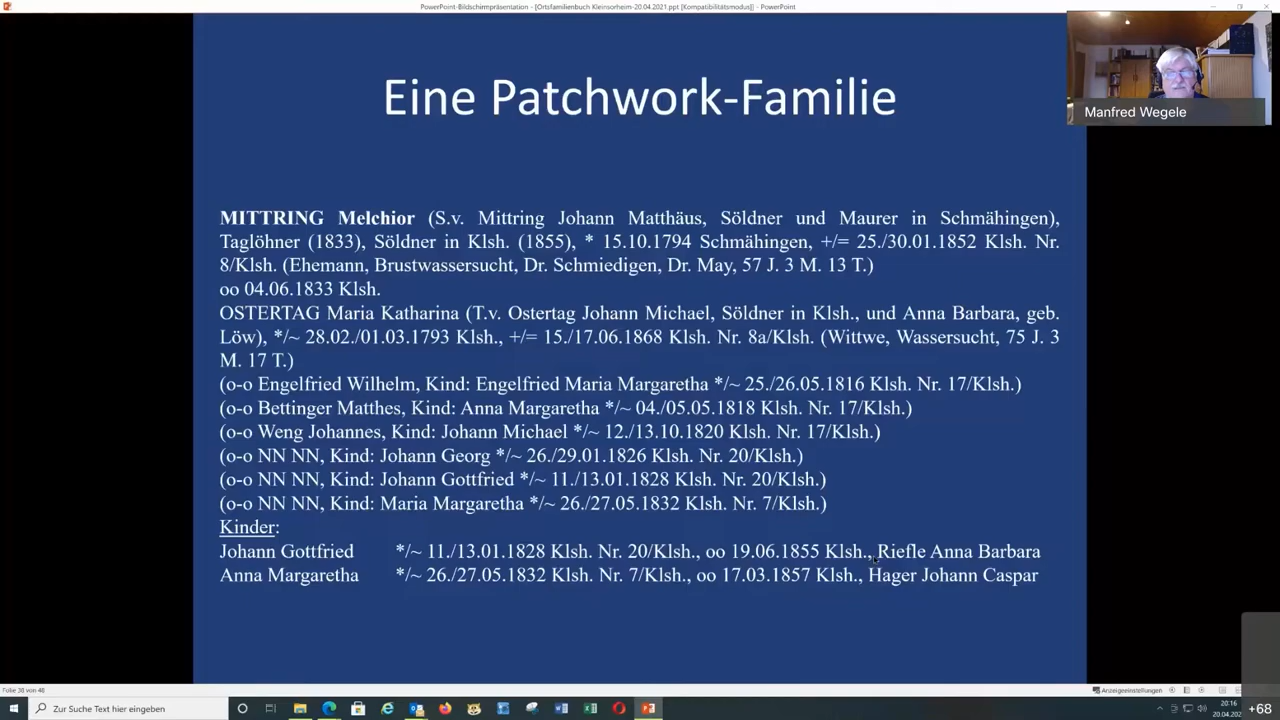 PowerPoint-Bildschirmpräsentation - [Ortsfamilienbuch Kleinsorheim-20.04.2021.ppt [Kompatibilitätsmodus]] - PowerPoint
Eine Patchwork-Familie
Manfred Wegele
MITTRING Melchior (S.v. Mittring Johann Matthäus, Söldner und Maurer in Schmähingen),
Taglöhner (1833), Söldner in Klsh. (1855), * 15.10.1794 Schmähingen, +/= 25./30.01.1852 Klsh. Nr.
8/Klsh. (Ehemann, Brustwassersucht, Dr. Schmiedigen, Dr. May, 57 J. 3 M. 13 T.)
oo 04.06.1833 Klsh.
OSTERTAG Maria Katharina (T.v. Ostertag Johann Michael, Söldner in Klsh., und Anna Barbara, geb.
Löw), */~ 28.02./01.03.1793 Klsh., +/= 15./17.06.1868 Klsh. Nr. 8a/Klsh. (Wittwe, Wassersucht, 75 J. 3
M. 17 T.)
(o-o Engelfried Wilhelm, Kind: Engelfried Maria Margaretha */~ 25./26.05.1816 Klsh. Nr. 17/Klsh.)
(o-o Bettinger Matthes, Kind: Anna Margaretha */~ 04./05.05.1818 Klsh. Nr. 17/Klsh.)
(o-o Weng Johannes, Kind: Johann Michael */~ 12./13.10.1820 Klsh. Nr. 17/Klsh.)
(o-o NN NN, Kind: Johann Georg */~ 26./29.01.1826 Klsh. Nr. 20/Klsh.)
(o-o NN NN, Kind: Johann Gottfried */~ 11./13.01.1828 Klsh. Nr. 20/Klsh.)
(o-o NN NN, Kind: Maria Margaretha */~ 26./27.05.1832 Klsh. Nr. 7/Klsh.)
Kinder:
Johann Gottfried */~ 11./13.01.1828 Klsh. Nr. 20/Klsh., oo 19.06.1855 Klsh., Riefle Anna Barbara
Anna Margaretha */~ 26./27.05.1832 Klsh. Nr. 7/Klsh., oo 17.03.1857 Klsh., Hager Johann Caspar
Folie 38 von 48
Anzeigeeinstellungen
Zur Suche Text hier eingeben
20:16
20.04.202
+68